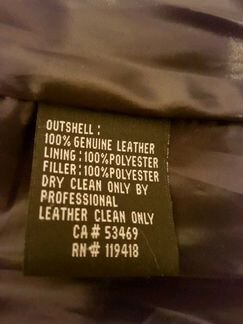 OUTSHELL:
100% GENUINE LEATHER
LINING: 100% POLYESTER
FILLER: 100% POLYESTER
DRY CLEAN ONLY BY
PROFESSIONAL
LEATHER CLEAN ONLY
CA# 53469
RN# 119418